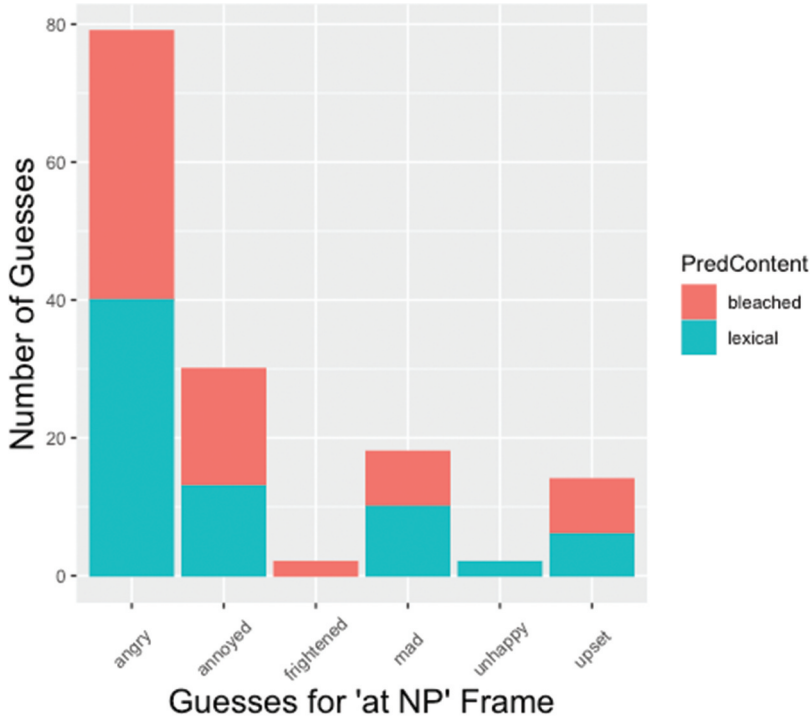 80
60
40
20
0
Number of Guesses
angry
annoyed
frightened
mad
unhappy
upset
Guesses for 'at NP' Frame
PredContent
bleached
lexical